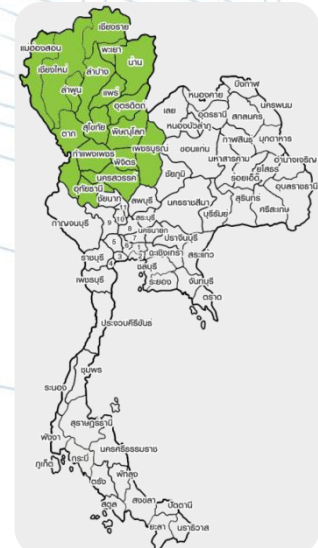 เชียงราย
แม่ฮ่องสอน
พะเยา
น่าน
เชียงใหม่
ลำปาง
ลำพูน
แพร่
อุตรดิตถ์
ตาก
สุโขทัย
พิษณุโลก
กำแพงเพชร
พิจิตร
เพชรบูรณ์
นครสวรรค์
อุทัยธานี
ชัยนาท
บึงกาฬ
หนองคาย
เลย
อุดรธานี
นครพนม
สกลนคร
หนองบัวลำภู
กาฬสินธุ์
มุกดาหาร
ขอนแก่น
มหาสารคาม
อำนาจเจริญ
ยโสธร
ร้อยเอ็ด
อุบลราชธานี
ชัยภูมิ
สุรินทร์
ศรีสะเกษ
นครราชสีมา
บุรีรัมย์
ลพบุรี
สระบุรี
กาญจนบุรี
11
10
9
8
นครนายก
7
ปราจีนบุรี
5
ฉะเชิงเทรา
สระแก้ว
ราชบุรี
4
3
ชลบุรี
เพชรบุรี
ระยอง
จันทบุรี
ตราด
ประจวบคีรีขันธ์
ชุมพร
ระนอง
สุราษฎร์ธานี
พังงา
นครศรีธรรมราช
ภูเก็ต
กระบี่
ตรัง
พัทลุง
สตูล
สงขลา
ปัตตานี
ยะลา
นราธิวาส